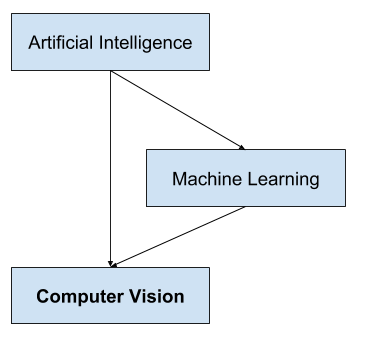 Artificial Intelligence
Machine Learning
Computer Vision